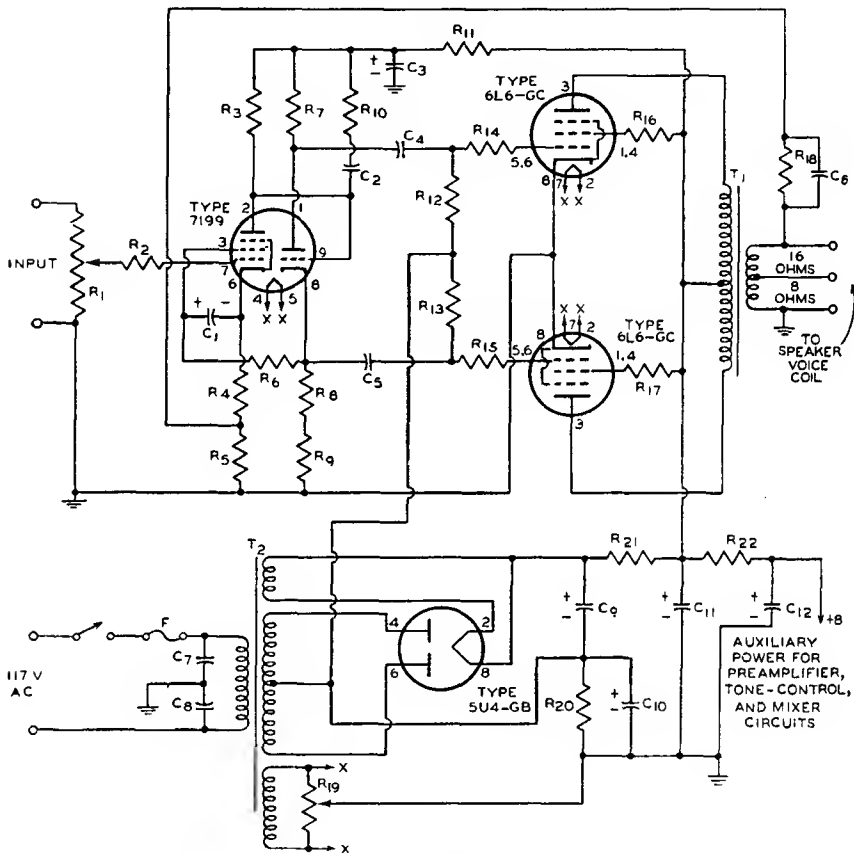 R11
+
-
C3
TYPE
6L6-GC
3
R3
R7
R10
R16
C4
R14
5,6
1,4
8
7
2
X X
R18
C6
T1
C2
TYPE
7199
2
1
R12
3
7
9
6
4
5
8
X X
INPUT
R1
R2
16
OHMS
8
OHMS
TO
SPEAKER
VOICE
COIL
+
-
C1
R13
X X
8
7
2
TYPE
6L6-GC
5,6
1,4
R15
R17
3
R6
C5
R4
R8
R5
R9
T2
R21
R22
+
-
C9
+
-
C11
+
-
C12
+B
F
117 V
AC
C7
C8
4
2
6
8
TYPE
5U4-GB
R20
+
-
C10
AUXILIARY
POWER FOR
PREAMPLIFIER,
TONE-CONTROL,
AND MIXER
CIRCUITS
X
R19
X